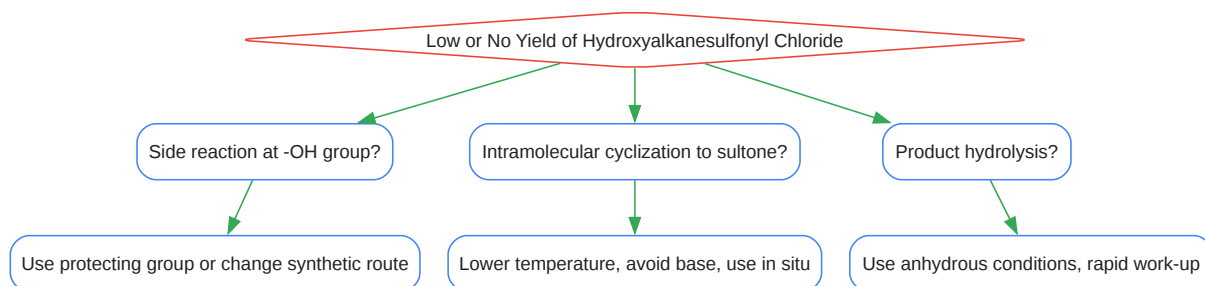 Low or No Yield of Hydroxyalkanesulfonyl Chloride
Side reaction at -OH group?
Intramolecular cyclization to sultone?
Product hydrolysis?
Use protecting group or change synthetic route
Lower temperature, avoid base, use in situ
Use anhydrous conditions, rapid work-up